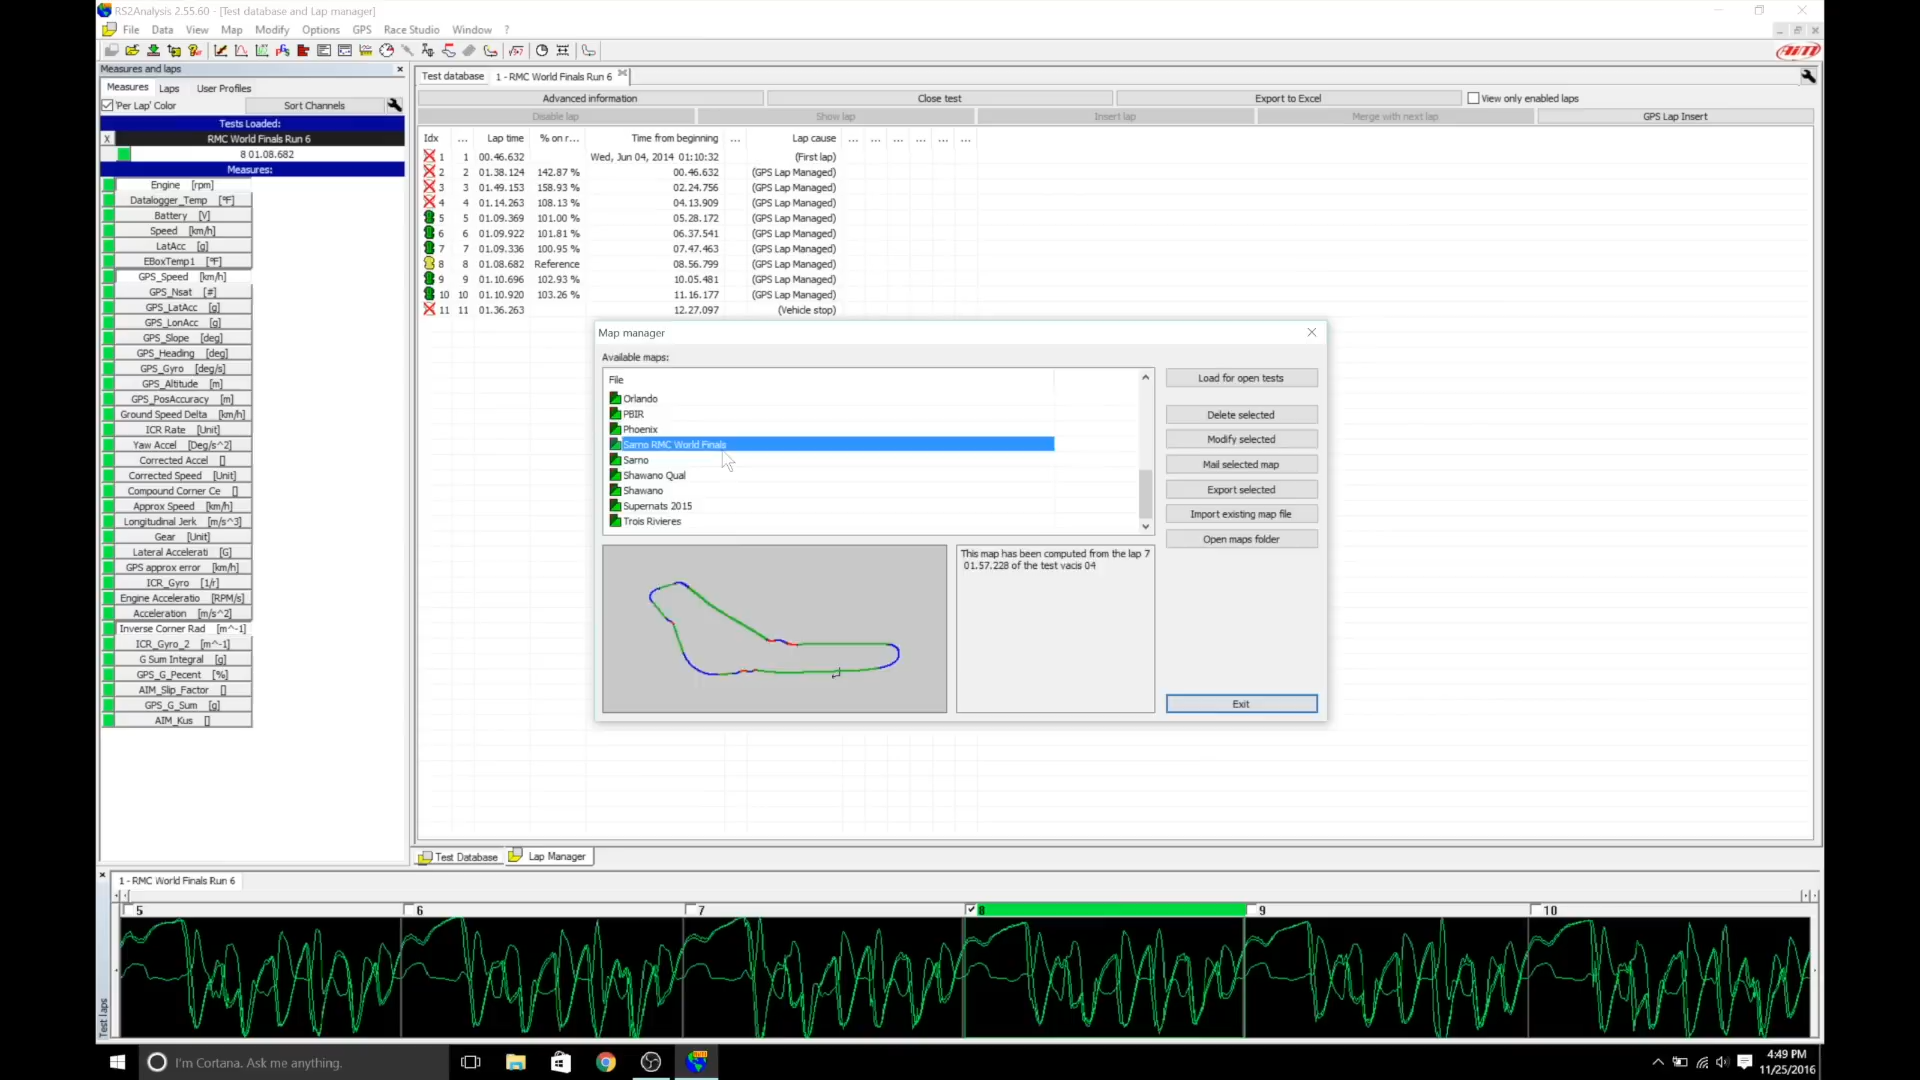 RS2Analysis 2.55.60 - [Test database and Lap manager]
File Data View Map Modify Options GPS Race Studio Window ?
AiM
Measures and laps
Measures Laps User Profiles
'Per Lap' Color Sort Channels
Tests Loaded:
X RMC World Finals Run 6
8 01.08.682
Measures:
Engine [rpm]
Datalogger_Temp [°F]
Battery [V]
Speed [km/h]
LatAcc [g]
EBoxTemp1 [°F]
GPS_Speed [km/h]
GPS_Nsat [#]
GPS_LatAcc [g]
GPS_LonAcc [g]
GPS_Slope [deg]
GPS_Heading [deg]
GPS_Gyro [deg/s]
GPS_Altitude [m]
GPS_PosAccuracy [m]
Ground Speed Delta [km/h]
ICR Rate [Unit]
Yaw Accel [Deg/s^2]
Corrected Accel []
Corrected Speed [Unit]
Compound Corner Ce []
Approx Speed [km/h]
Longitudinal Jerk [m/s^3]
Gear [Unit]
Lateral Accelerati [G]
GPS approx error [km/h]
ICR_Gyro [1/r]
Engine Acceleratio [RPM/s]
Acceleration [m/s^2]
Inverse Corner Rad [m^-1]
ICR_Gyro_2 [m^-1]
G Sum Integral [g]
GPS_G_Pecent [%]
AIM_Slip_Factor []
GPS_G_Sum [g]
AIM_Kus []
Test database 1 - RMC World Finals Run 6
Advanced information Close test Export to Excel View only enabled laps
Disable lap Show lap Insert lap Merge with next lap GPS Lap Insert
Idx ... Lap time % on r... Time from beginning ... Lap cause ... ... ... ... ... ...
1 1 00.46.632 Wed, Jun 04, 2014 01:10:32 (First lap)
2 2 01.38.124 142.87 % 00.46.632 (GPS Lap Managed)
3 3 01.49.153 158.93 % 02.24.756 (GPS Lap Managed)
4 4 01.14.263 108.13 % 04.13.909 (GPS Lap Managed)
5 5 01.09.369 101.00 % 05.28.172 (GPS Lap Managed)
6 6 01.09.922 101.81 % 06.37.541 (GPS Lap Managed)
7 7 01.09.336 100.95 % 07.47.463 (GPS Lap Managed)
8 8 01.08.682 Reference 08.56.799 (GPS Lap Managed)
9 9 01.10.696 102.93 % 10.05.481 (GPS Lap Managed)
10 10 01.10.920 103.26 % 11.16.177 (GPS Lap Managed)
11 11 01.36.263 12.27.097 (Vehicle stop)
Map manager
Available maps:
File
Orlando
PBIR
Phoenix
Sarno RMC World Finals
Sarno
Shawano Qual
Shawano
Supernats 2015
Trois Rivieres
Load for open tests
Delete selected
Modify selected
Mail selected map
Export selected
Import existing map file
Open maps folder
This map has been computed from the lap 7
01.57.228 of the test vacis 04
Exit
Test Database Lap Manager
1 - RMC World Finals Run 6
5 6 7 8 9 10
Test laps
I'm Cortana. Ask me anything.
4:49 PM
11/25/2016